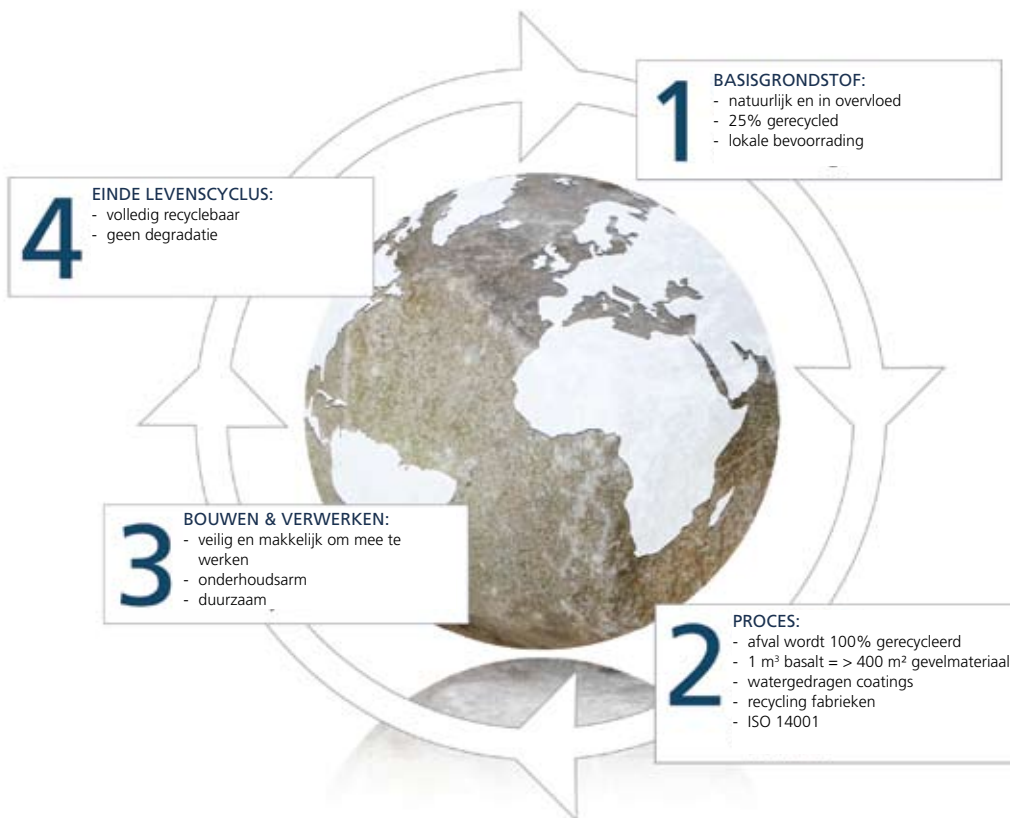 1
BASISGRONDSTOF:
- natuurlijk en in overvloed
- 25% gerecycled
- lokale bevoorrading
2
PROCES:
- afval wordt 100% gerecycleerd
- 1 m³ basalt = > 400 m² gevelmateriaal
- watergedragen coatings
- recycling fabrieken
- ISO 14001
3
BOUWEN & VERWERKEN:
- veilig en makkelijk om mee te
werken
- onderhoudsarm
- duurzaam
4
EINDE LEVENSCYCLUS:
- volledig recyclebaar
- geen degradatie